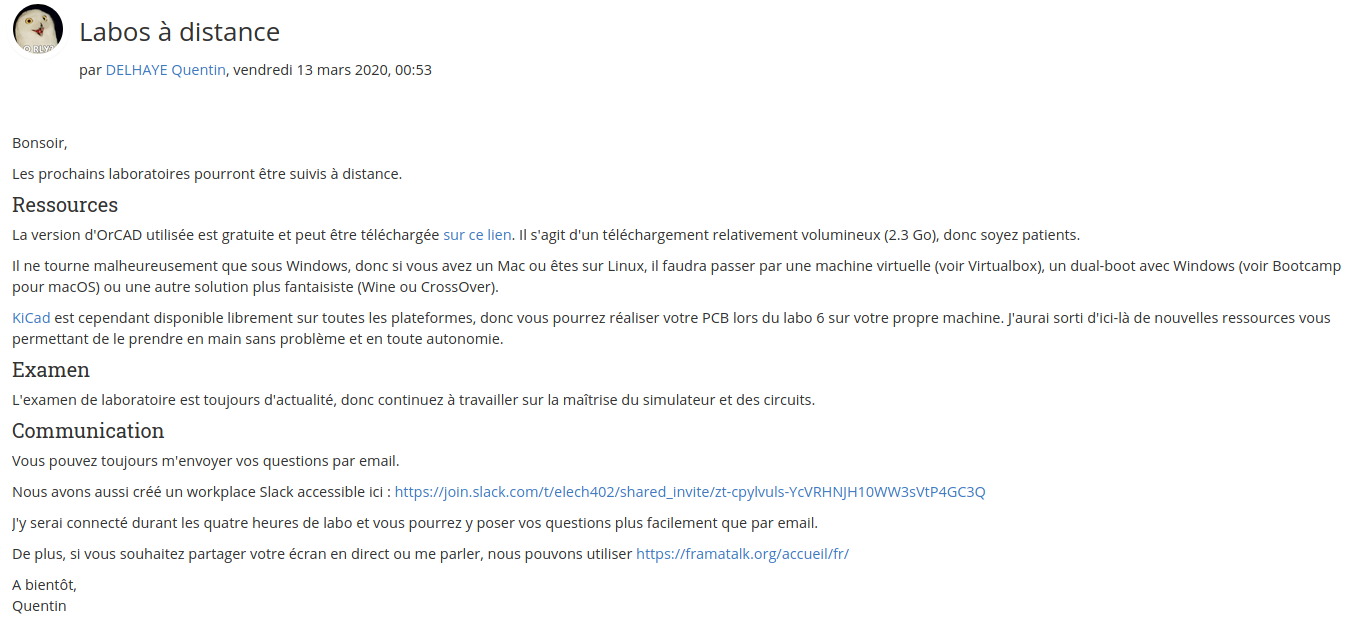 O RLY?
Labos à distance
par DELHAYE Quentin, vendredi 13 mars 2020, 00:53
Bonsoir,
Les prochains laboratoires pourront être suivis à distance.
Ressources
La version d'OrCAD utilisée est gratuite et peut être téléchargée sur ce lien. Il s'agit d'un téléchargement relativement volumineux (2.3 Go), donc soyez patients.
Il ne tourne malheureusement que sous Windows, donc si vous avez un Mac ou êtes sur Linux, il faudra passer par une machine virtuelle (voir Virtualbox), un dual-boot avec Windows (voir Bootcamp
pour macOS) ou une autre solution plus fantaisiste (Wine ou CrossOver).
KiCad est cependant disponible librement sur toutes les plateformes, donc vous pourrez réaliser votre PCB lors du labo 6 sur votre propre machine. J'aurai sorti d'ici-là de nouvelles ressources vous
permettant de le prendre en main sans problème et en toute autonomie.
Examen
L'examen de laboratoire est toujours d'actualité, donc continuez à travailler sur la maîtrise du simulateur et des circuits.
Communication
Vous pouvez toujours m'envoyer vos questions par email.
Nous avons aussi créé un workplace Slack accessible ici : https://join.slack.com/t/elech402/shared_invite/zt-cpylvuls-YcVRHNJH10WW3sVtP4GC3Q
J'y serai connecté durant les quatre heures de labo et vous pourrez y poser vos questions plus facilement que par email.
De plus, si vous souhaitez partager votre écran en direct ou me parler, nous pouvons utiliser https://framatalk.org/accueil/fr/
A bientôt,
Quentin